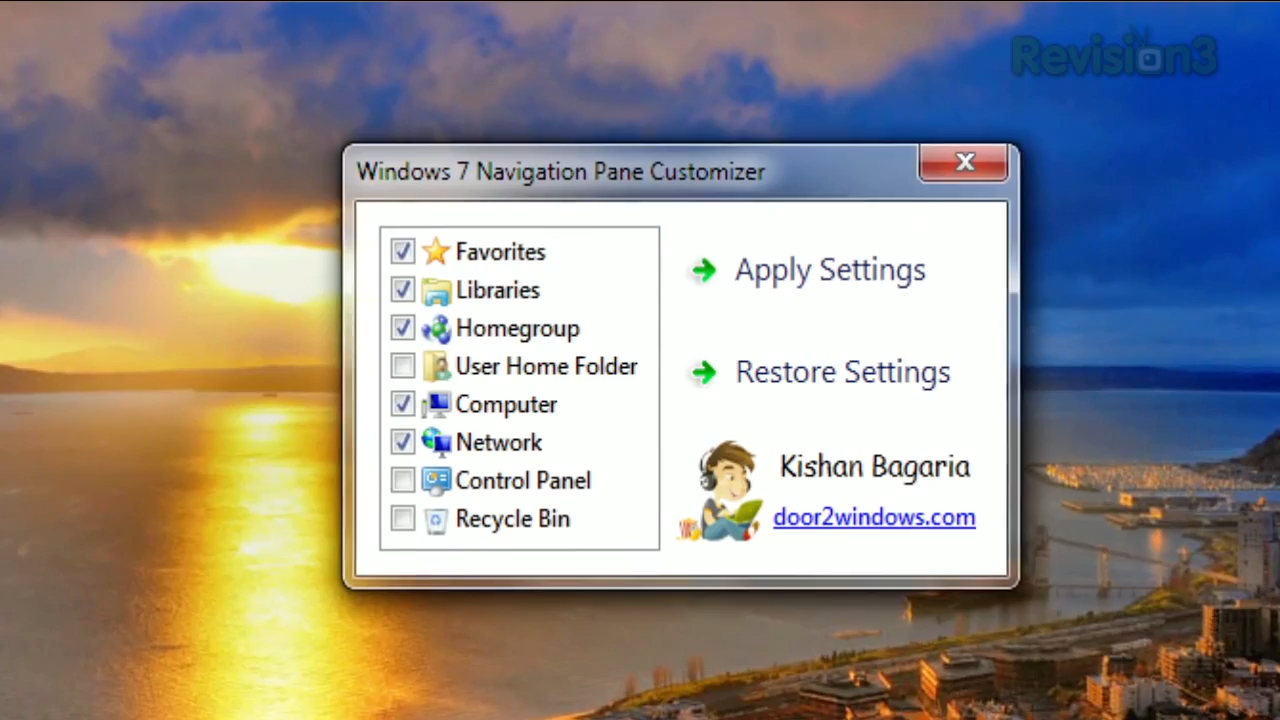 Revision3
Windows 7 Navigation Pane Customizer
Favorites
Libraries
Homegroup
User Home Folder
Computer
Network
Control Panel
Recycle Bin
Apply Settings
Restore Settings
Kishan Bagaria
door2windows.com